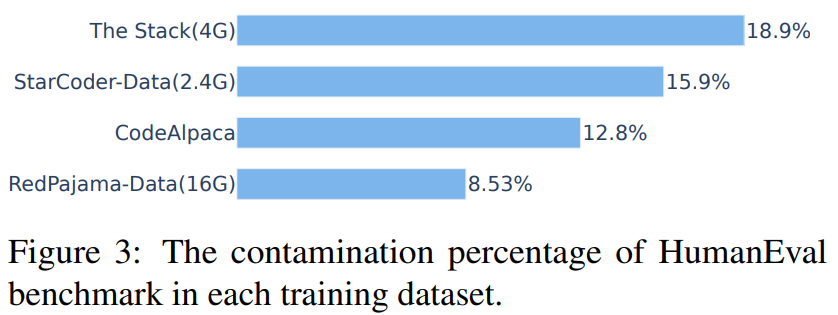 The Stack(4G) 18.9%
StarCoder-Data(2.4G) 15.9%
CodeAlpaca 12.8%
RedPajama-Data(16G) 8.53%
Figure 3: The contamination percentage of HumanEval
benchmark in each training dataset.